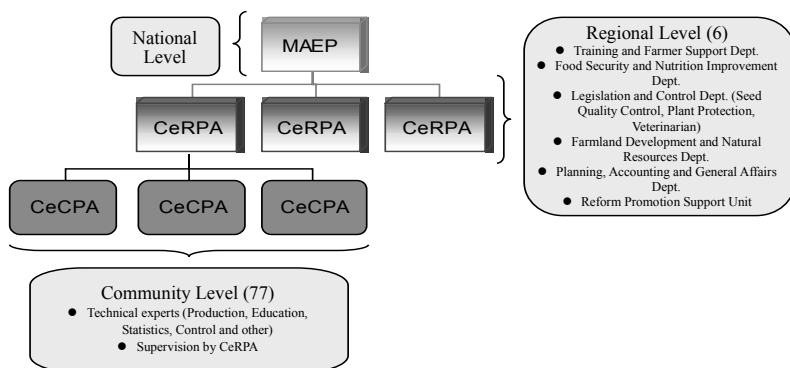 National
Level
MAEP
Regional Level (6)
● Training and Farmer Support Dept.
● Food Security and Nutrition Improvement
Dept.
● Legislation and Control Dept. (Seed
Quality Control, Plant Protection,
Veterinarian)
● Farmland Development and Natural
Resources Dept.
● Planning, Accounting and General Affairs
Dept.
● Reform Promotion Support Unit
CeRPA
CeRPA
CeRPA
CeCPA
CeCPA
CeCPA
Community Level (77)
● Technical experts (Production, Education,
Statistics, Control and other)
● Supervision by CeRPA